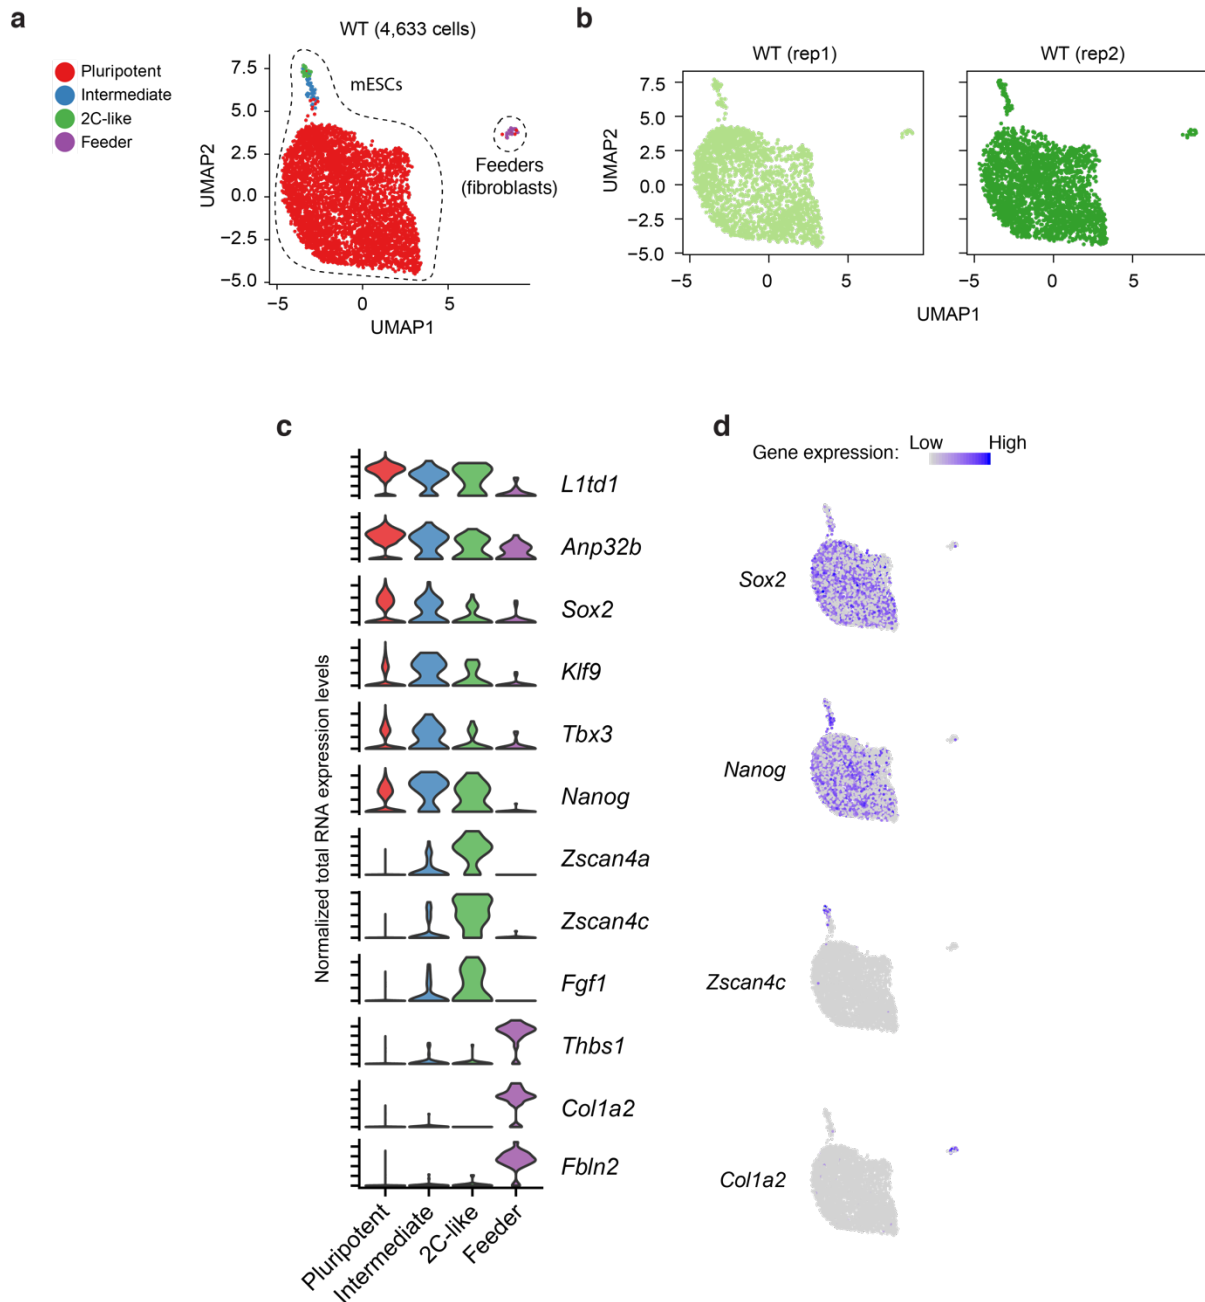 a
WT (4,633 cells)
Pluripotent
Intermediate
2C-like
Feeder
mESCs
Feeders
(fibroblasts)
UMAP2
7.5
5.0
2.5
0.0
−2.5
−5.0
−5
0
5
UMAP1
b
WT (rep1)
WT (rep2)
UMAP2
7.5
5.0
2.5
0.0
−2.5
−5.0
−5
0
5
−5
0
5
UMAP1
c
Normalized total RNA expression levels
L1td1
Anp32b
Sox2
Klf9
Tbx3
Nanog
Zscan4a
Zscan4c
Fgf1
Thbs1
Col1a2
Fbln2
Pluripotent
Intermediate
2C-like
Feeder
d
Gene expression:
Low
High
Sox2
Nanog
Zscan4c
Col1a2